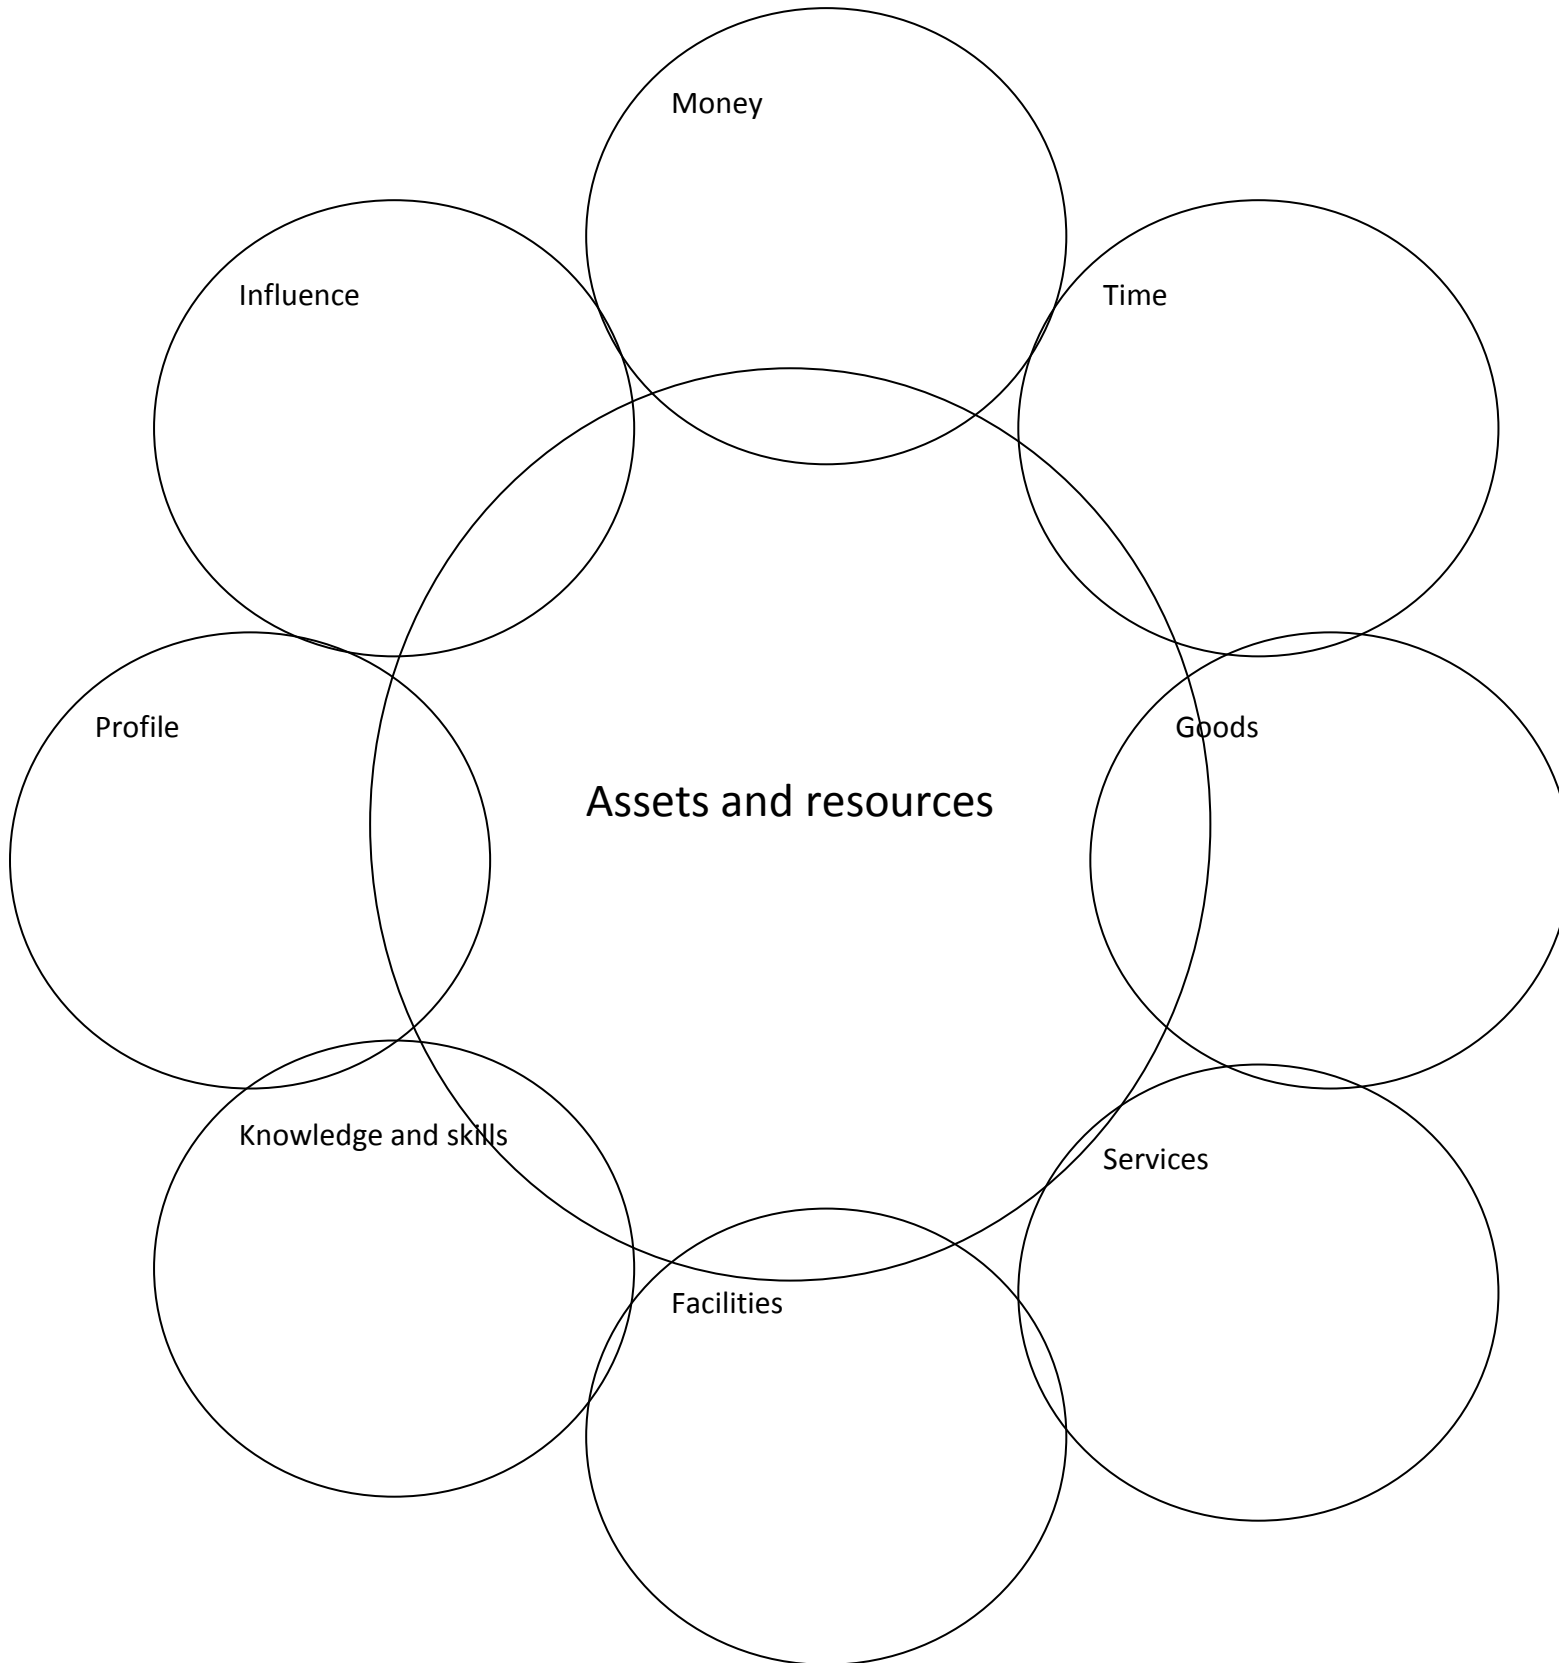 Money
Influence
Time
Profile
Goods
Assets and resources
Knowledge and skills
Services
Facilities